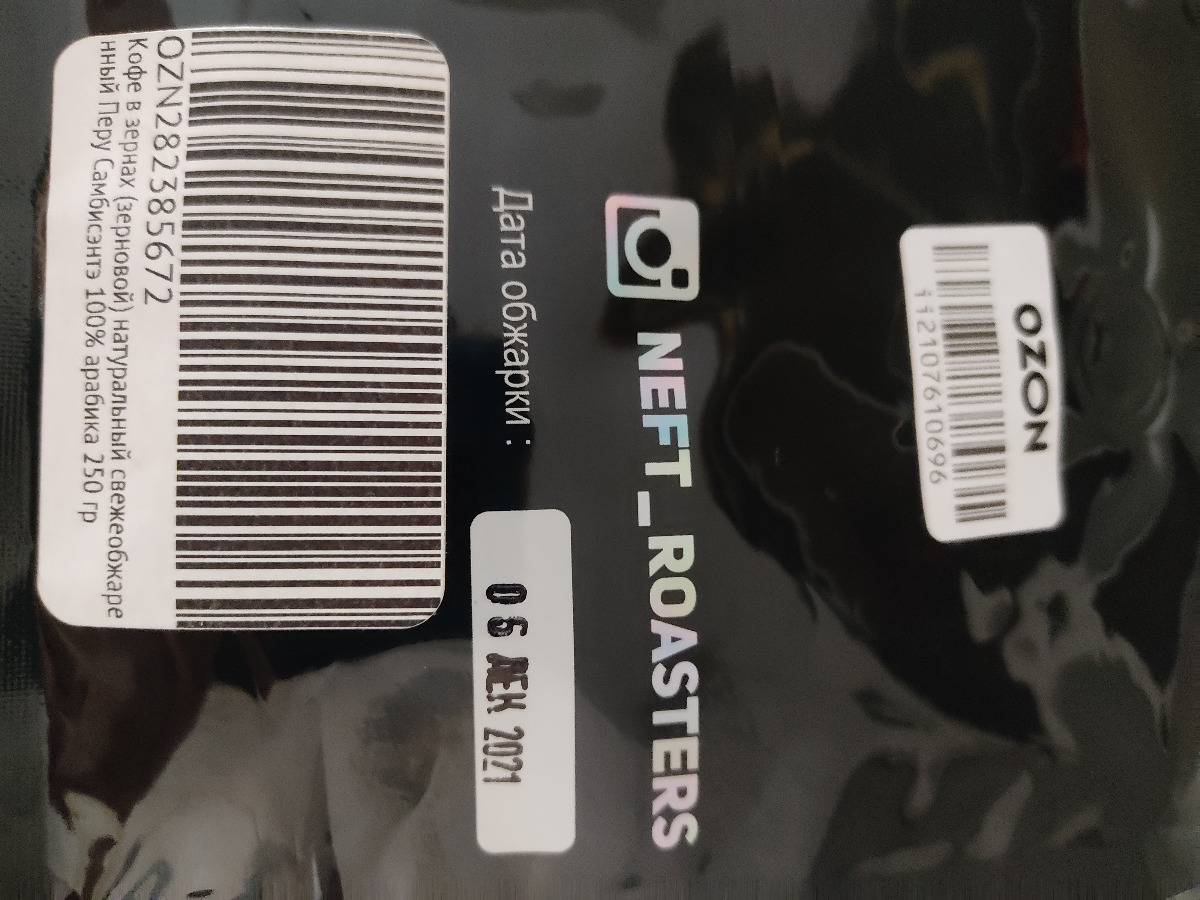 OZON
112107610696
NEFT_ROASTERS
Дата обжарки :
06 ДЕК 2021
OZN282385672
Кофе в зернах (зерновой) натуральный свежеобжаре
нный Перу Самбисэнтэ 100% арабика 250 гр